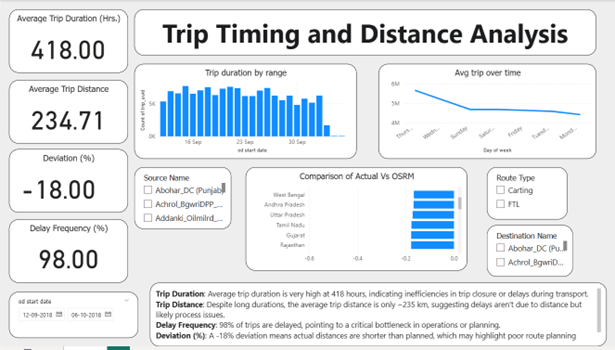 Average Trip Duration (Hrs.)
418.00
Trip Timing and Distance Analysis
Average Trip Distance
234.71
Deviation (%)
-18.00
Delay Frequency (%)
98.00
od start date
12-09-2018
06-10-2018
Trip duration by range
Count of trip_uuid
5K
0K
16 Sep
23 Sep
30 Sep
od start date
Avg trip over time
6M
5M
4M
Thurs...
Wedn...
Sunday
Satur...
Friday
Tuesd...
Mond...
Day of week
Source Name
Abohar_DC (Punjab)
Achrol_BgwriDPP_...
Addanki_Oilmilrd_...
Comparison of Actual Vs OSRM
West Bengal
Andhra Pradesh
Uttar Pradesh
Tamil Nadu
Gujarat
Rajasthan
-0.6
-0.4
-0.2
0.0
Route Type
Carting
FTL
Destination Name
Abohar_DC (Pu...
Achrol_BgwriD...
Trip Duration: Average trip duration is very high at 418 hours, indicating inefficiencies in trip closure or delays during transport.
Trip Distance: Despite long durations, the average trip distance is only ~235 km, suggesting delays aren't due to distance but
likely process issues.
Delay Frequency: 98% of trips are delayed, pointing to a critical bottleneck in operations or planning.
Deviation (%): A -18% deviation means actual distances are shorter than planned, which may highlight poor route planning